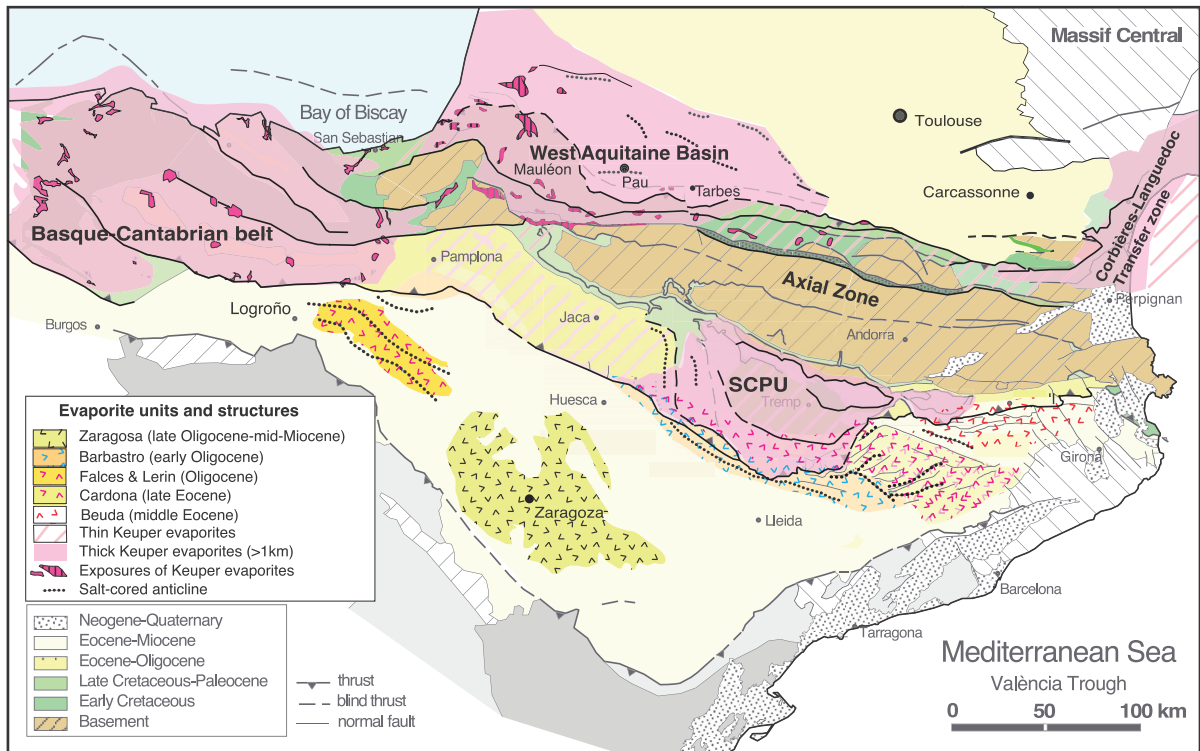 Massif Central
Bay of Biscay
San Sebastian
Toulouse
West Aquitaine Basin
Mauléon
Pau
Tarbes
Carcassonne
Corbières-Languedoc
Transfer zone
Basque-Cantabrian belt
Pamplona
Axial Zone
Perpignan
Logroño
Burgos
Jaca
Andorra
SCPU
Tremp
Huesca
Girona
Zaragoza
Lleida
Barcelona
Tarragona
Evaporite units and structures
Zaragosa (late Oligocene-mid-Miocene)
Barbastro (early Oligocene)
Falces & Lerin (Oligocene)
Cardona (late Eocene)
Beuda (middle Eocene)
Thin Keuper evaporites
Thick Keuper evaporites (>1km)
Exposures of Keuper evaporites
Salt-cored anticline
Neogene-Quaternary
Eocene-Miocene
Eocene-Oligocene
Late Cretaceous-Paleocene
Early Cretaceous
Basement
thrust
blind thrust
normal fault
Mediterranean Sea
València Trough
0 50 100 km